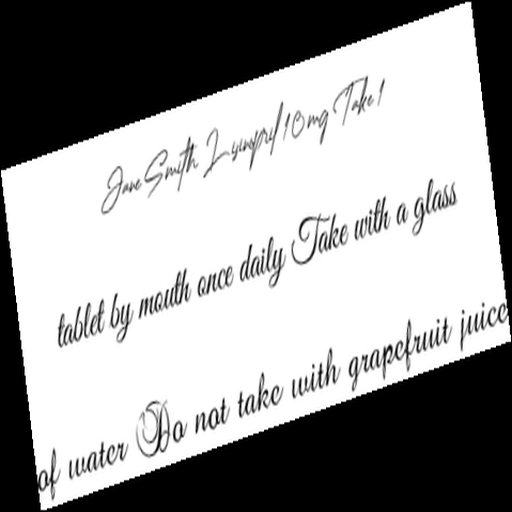 Jane Smith Lyinopril 10mg Take 1
tablet by mouth once daily Take with a glass
of water Do not take with grapefruit juice